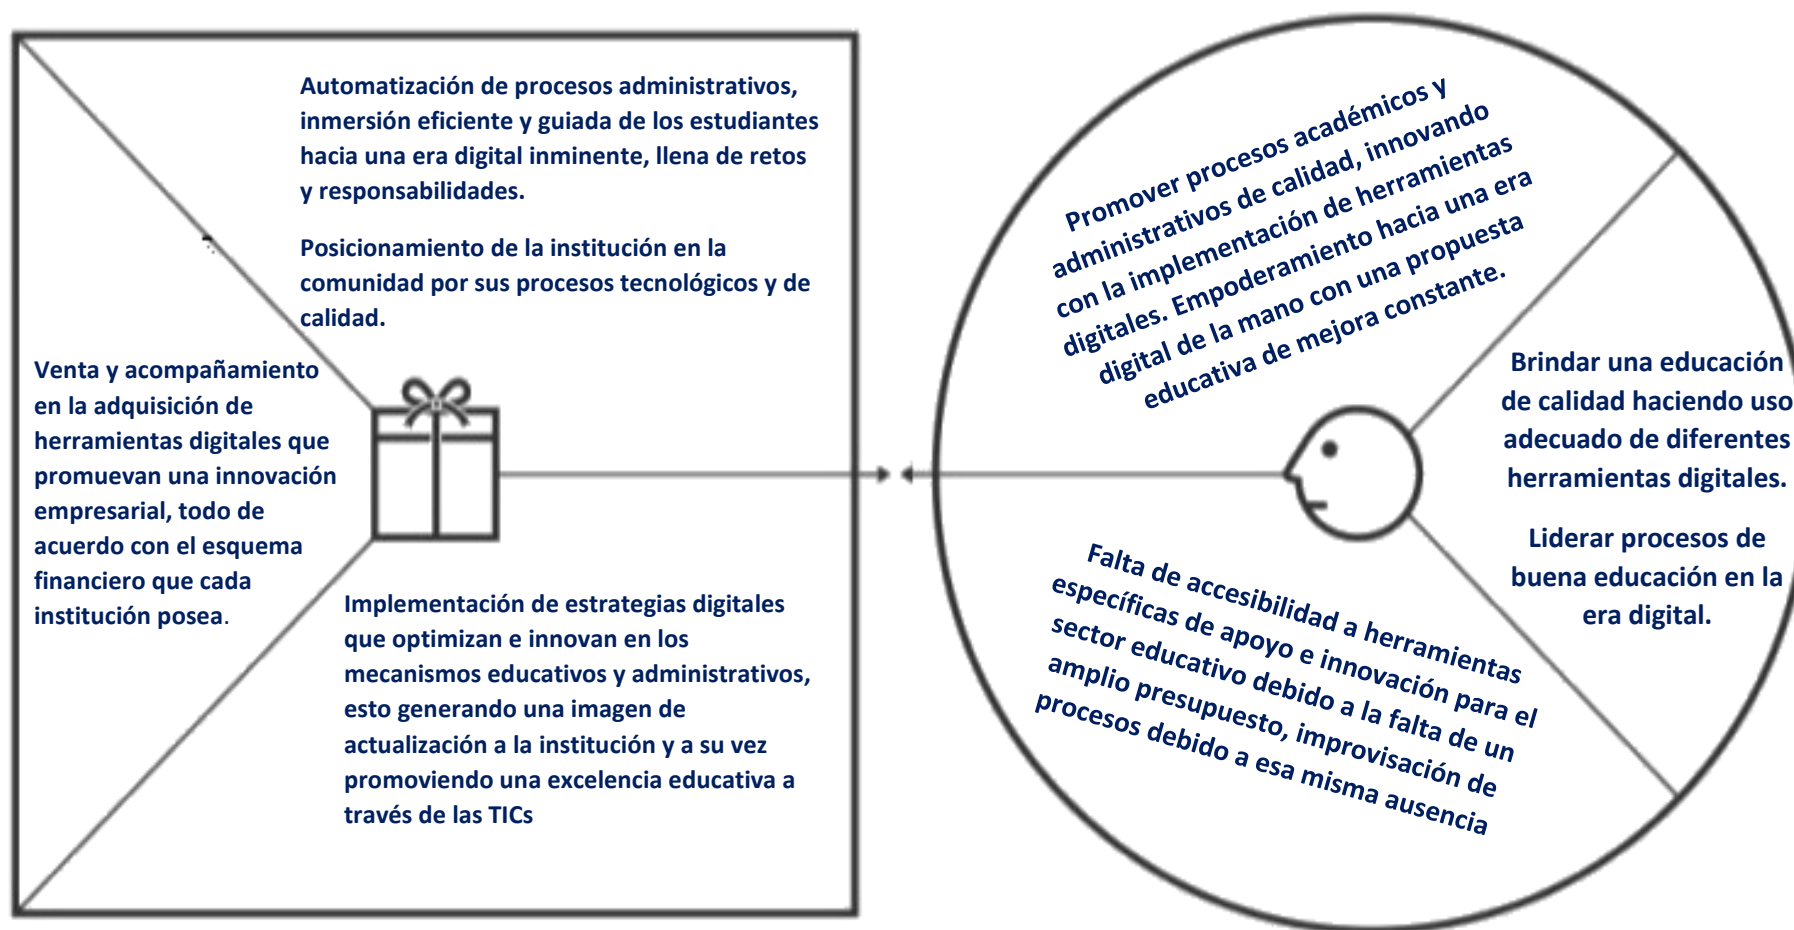 Automatización de procesos administrativos,
inmersión eficiente y guiada de los estudiantes
hacia una era digital inminente, llena de retos
y responsabilidades.
Posicionamiento de la institución en la
comunidad por sus procesos tecnológicos y de
calidad.
Venta y acompañamiento
en la adquisición de
herramientas digitales que
promuevan una innovación
empresarial, todo de
acuerdo con el esquema
financiero que cada
institución posea.
Implementación de estrategias digitales
que optimizan e innovan en los
mecanismos educativos y administrativos,
esto generando una imagen de
actualización a la institución y a su vez
promoviendo una excelencia educativa a
través de las TICs
Promover procesos académicos y
administrativos de calidad, innovando
con la implementación de herramientas
digitales. Empoderamiento hacia una era
digital de la mano con una propuesta
educativa de mejora constante.
Brindar una educación
de calidad haciendo uso
adecuado de diferentes
herramientas digitales.
Liderar procesos de
buena educación en la
era digital.
Falta de accesibilidad a herramientas
específicas de apoyo e innovación para el
sector educativo debido a la falta de un
amplio presupuesto, improvisación de
procesos debido a esa misma ausencia